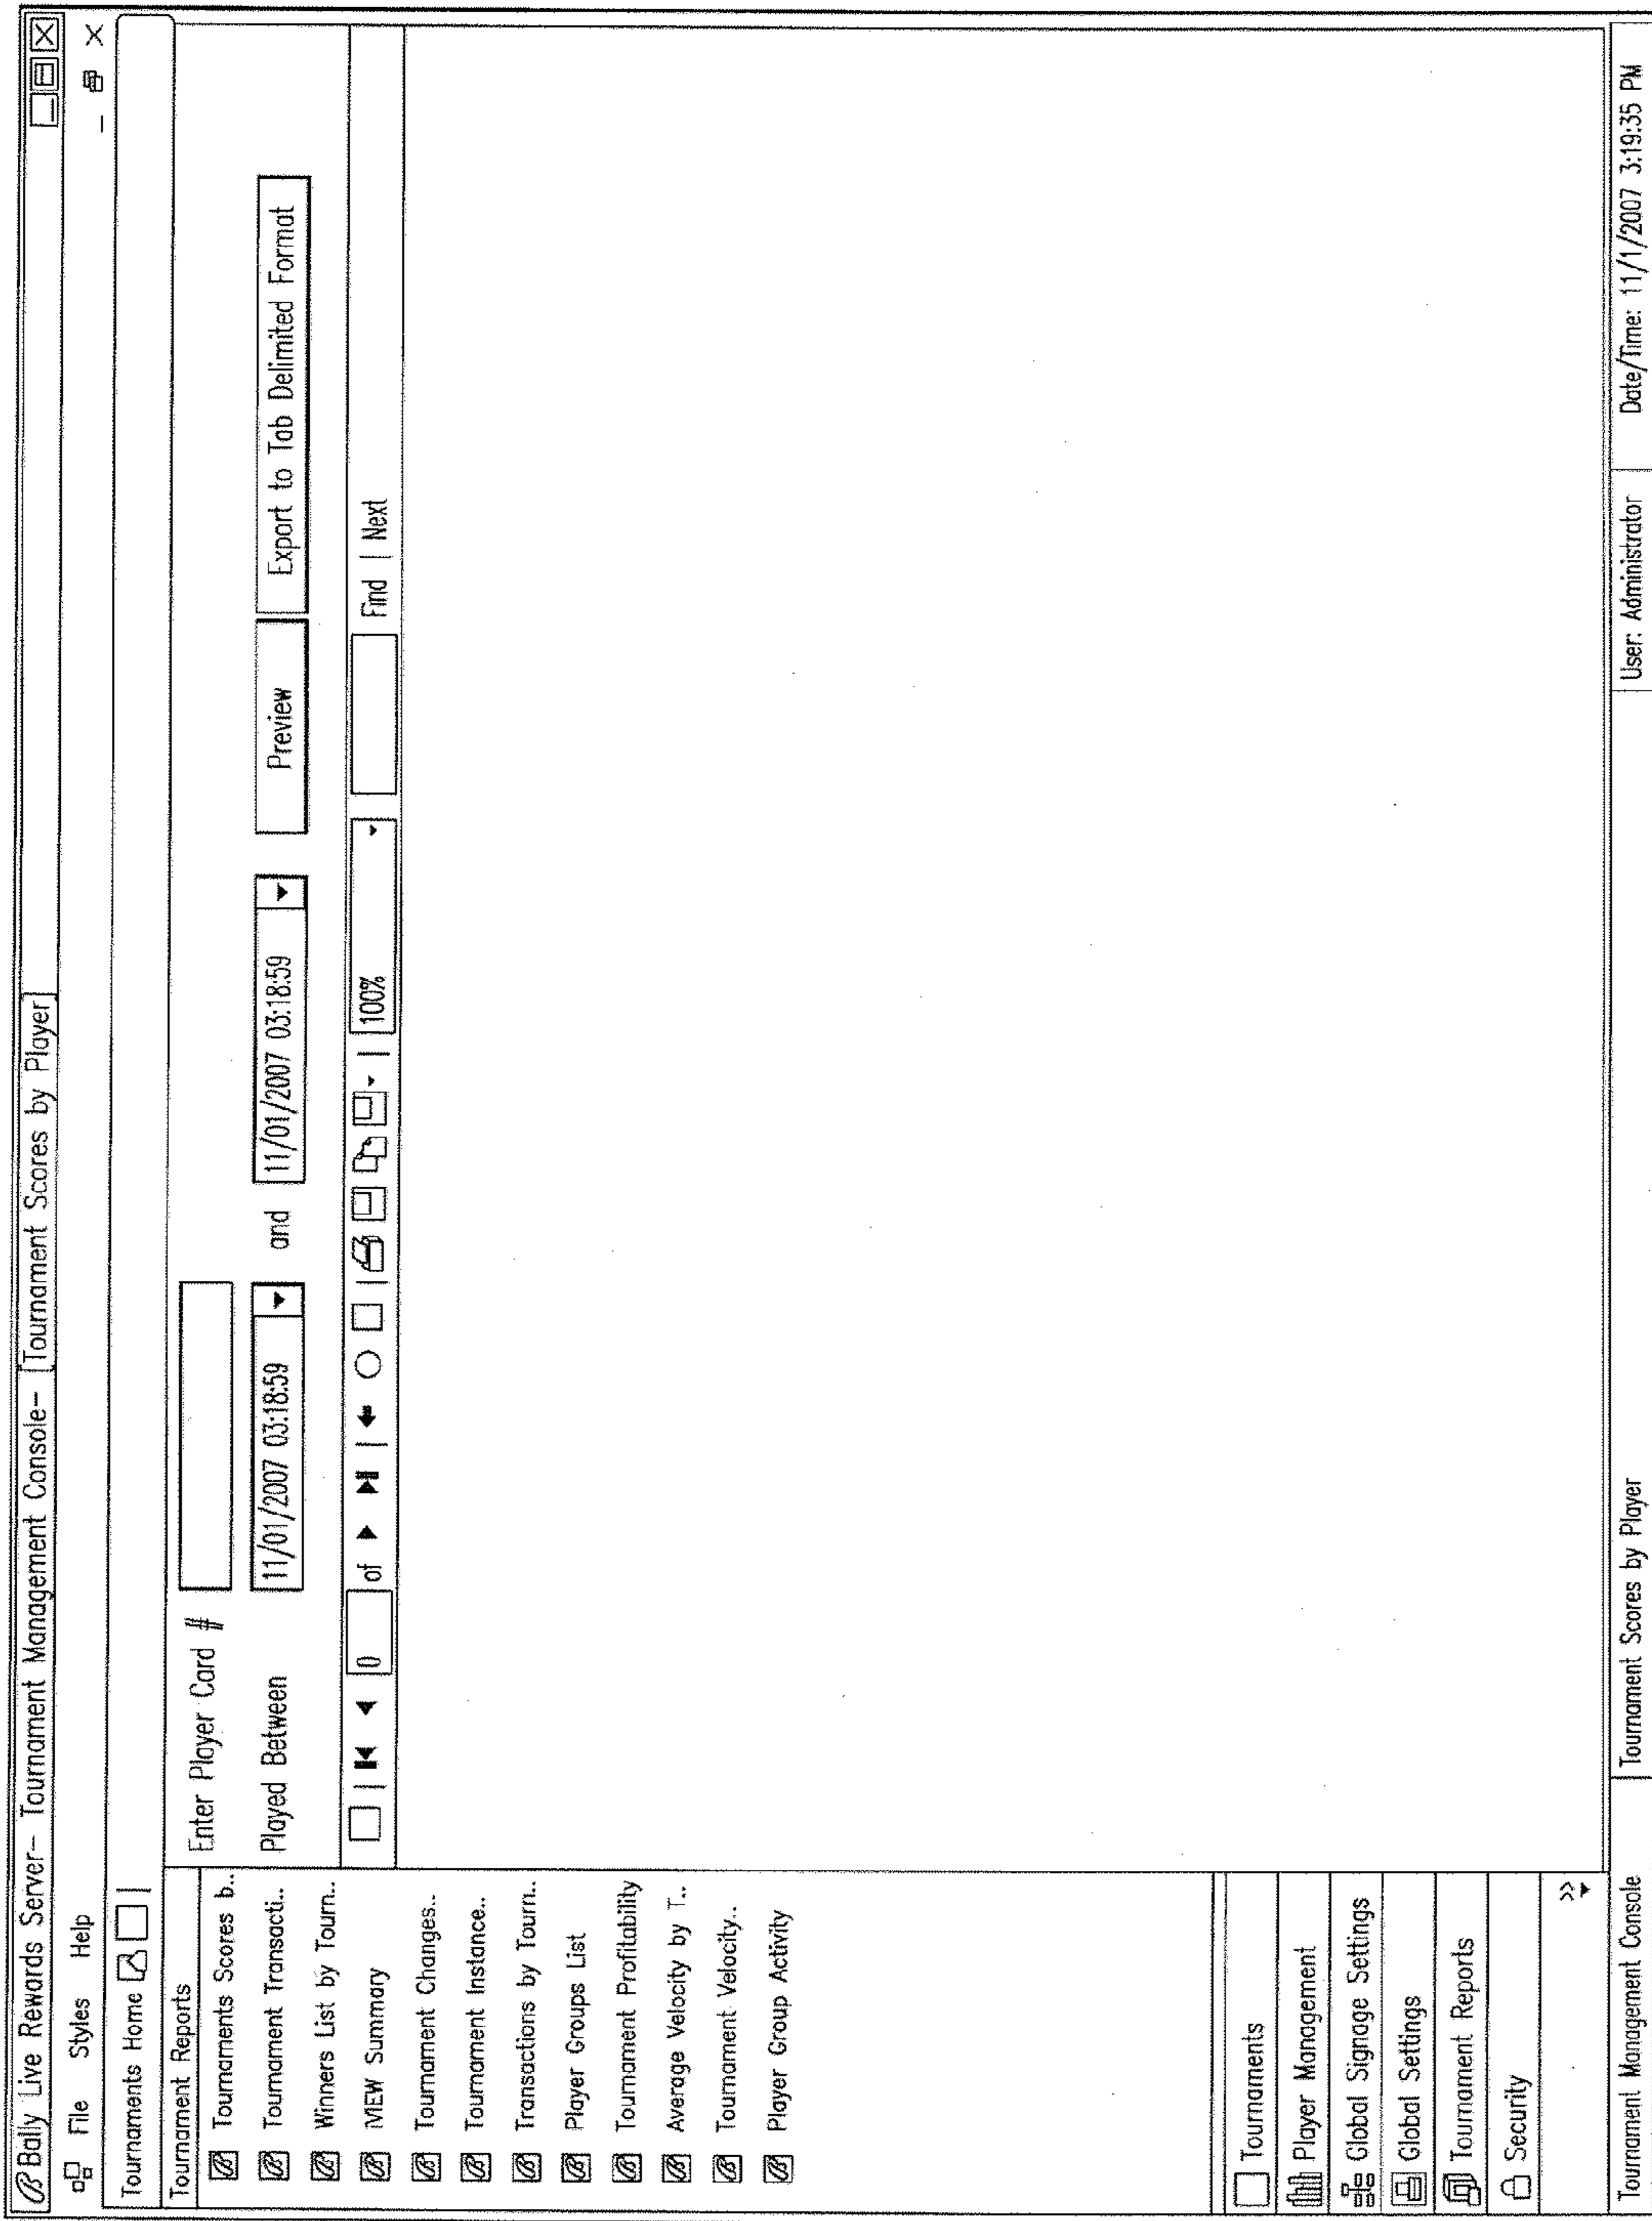 Bally Live Rewards Server- Tournament Management Console- [Tournament Scores by Player]
File Styles Help
Tournaments Home
Tournament Reports
Tournaments Scores b..
Tournament Transacti..
Winners List by Tourn..
MEW Summary
Tournament Changes..
Tournament Instance..
Transactions by Tourn..
Player Groups List
Tournament Profitability
Average Velocity by T..
Tournament Velocity..
Player Group Activity
Tournaments
Player Management
Global Signage Settings
Global Settings
Tournament Reports
Security
Enter Player Card #
Played Between 11/01/2007 03:18:59 and 11/01/2007 03:18:59 Preview Export to Tab Delimited Format
0 of 100% Find | Next
Tournament Management Console Tournament Scores by Player User: Administrator Date/Time: 11/1/2007 3:19:35 PM